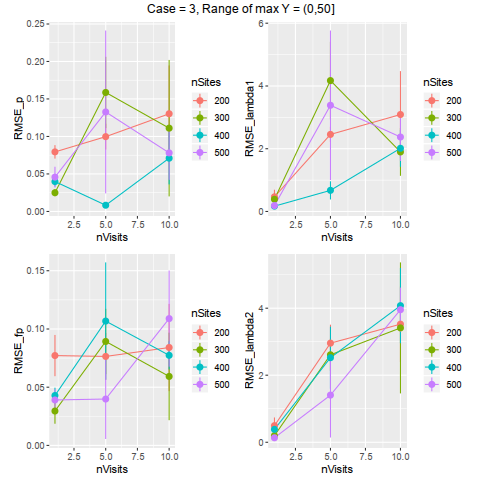 Case = 3, Range of max Y = (0,50]
RMSE_p
0.25
0.20
0.15
0.10
0.05
0.00
2.5 5.0 7.5 10.0
nVisits
nSites
200
300
400
500
RMSE_lambda1
6
4
2
0
2.5 5.0 7.5 10.0
nVisits
nSites
200
300
400
500
RMSE_fp
0.15
0.10
0.05
0.00
2.5 5.0 7.5 10.0
nVisits
nSites
200
300
400
500
RMSE_lambda2
4
2
0
2.5 5.0 7.5 10.0
nVisits
nSites
200
300
400
500